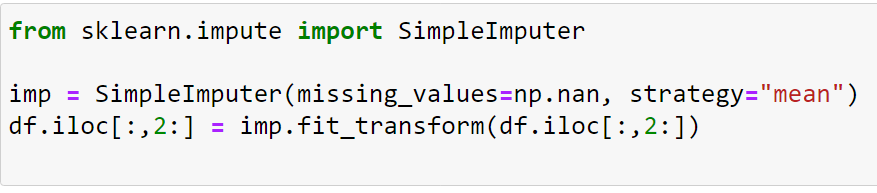 from sklearn.impute import SimpleImputer
imp = SimpleImputer(missing_values=np.nan, strategy="mean")
df.iloc[:,2:] = imp.fit_transform(df.iloc[:,2:])